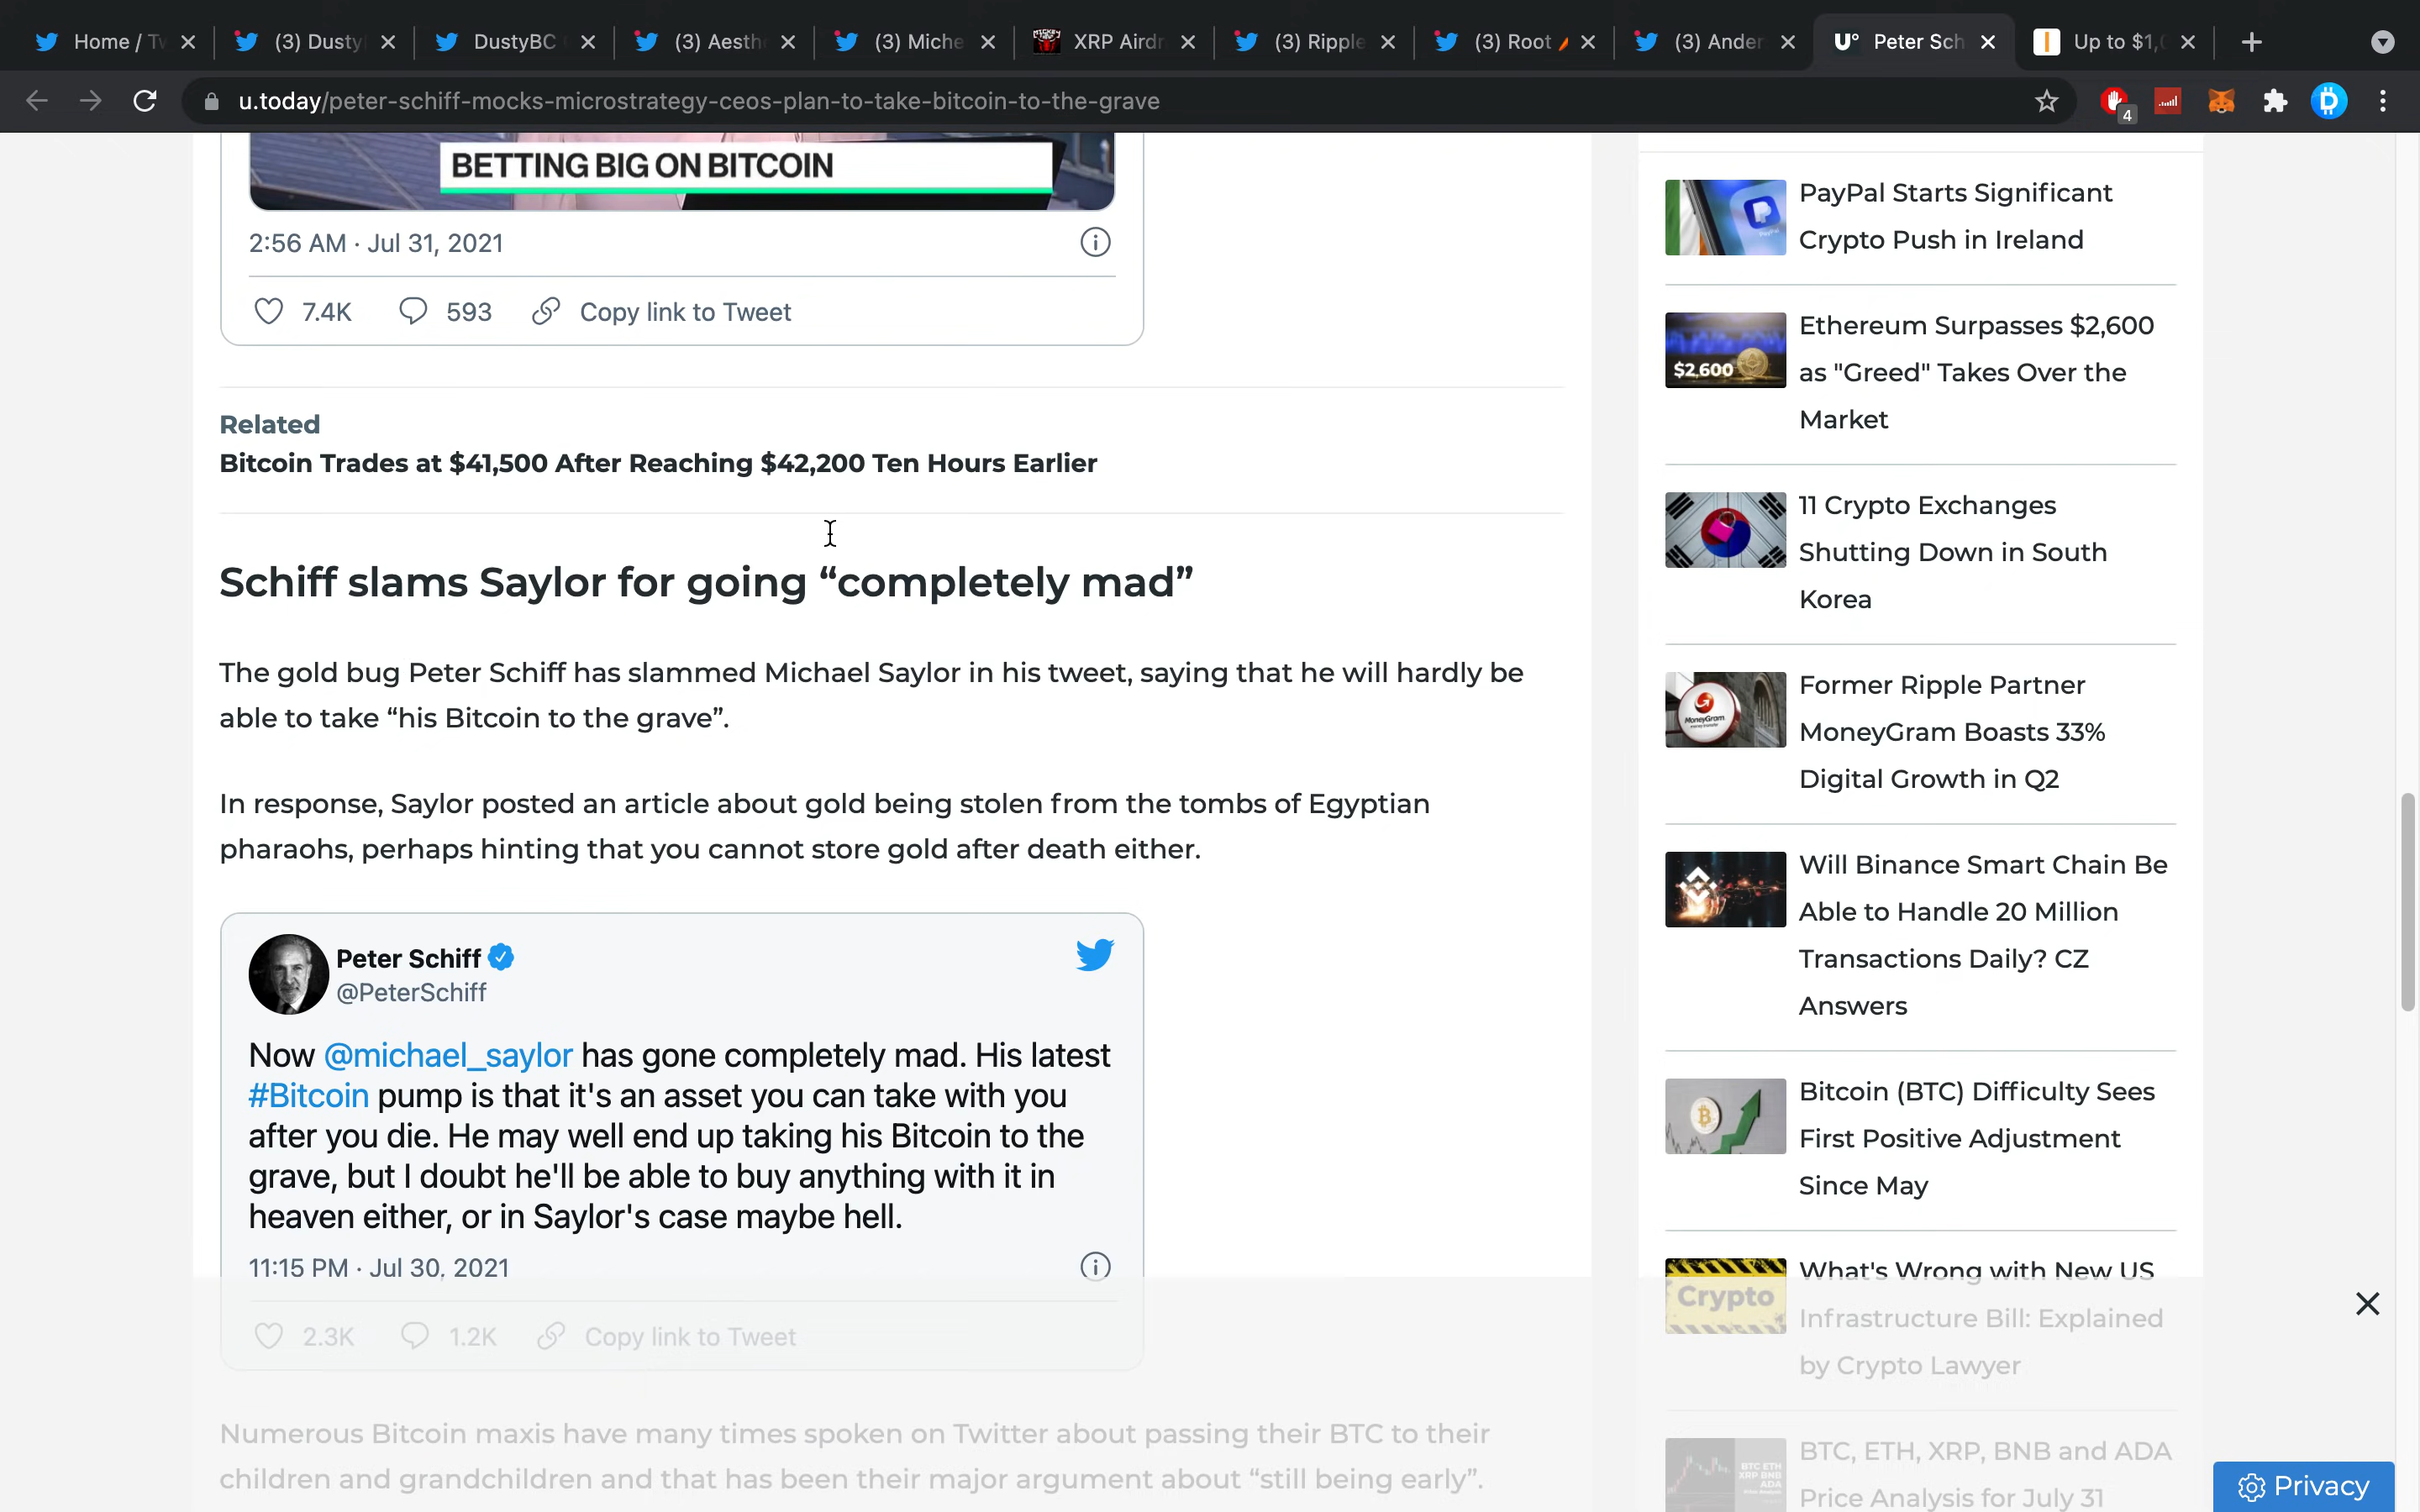 Home / Tw
(3) Dusty
DustyBC
(3) Aesth
(3) Miche
XRP Airdr
(3) Ripple
(3) Root
(3) Ander
U° Peter Sch
Up to $1,
u.today/peter-schiff-mocks-microstrategy-ceos-plan-to-take-bitcoin-to-the-grave
4
BETTING BIG ON BITCOIN
2:56 AM · Jul 31, 2021
7.4K 593 Copy link to Tweet
Related
Bitcoin Trades at $41,500 After Reaching $42,200 Ten Hours Earlier
Schiff slams Saylor for going “completely mad”
The gold bug Peter Schiff has slammed Michael Saylor in his tweet, saying that he will hardly be
able to take “his Bitcoin to the grave”.
In response, Saylor posted an article about gold being stolen from the tombs of Egyptian
pharaohs, perhaps hinting that you cannot store gold after death either.
Peter Schiff
@PeterSchiff
Now @michael_saylor has gone completely mad. His latest
#Bitcoin pump is that it's an asset you can take with you
after you die. He may well end up taking his Bitcoin to the
grave, but I doubt he'll be able to buy anything with it in
heaven either, or in Saylor's case maybe hell.
11:15 PM · Jul 30, 2021
2.3K 1.2K Copy link to Tweet
Numerous Bitcoin maxis have many times spoken on Twitter about passing their BTC to their
children and grandchildren and that has been their major argument about “still being early”.
PayPal
PayPal Starts Significant
Crypto Push in Ireland
$2,600
Ethereum Surpasses $2,600
as "Greed" Takes Over the
Market
11 Crypto Exchanges
Shutting Down in South
Korea
MoneyGram
Former Ripple Partner
MoneyGram Boasts 33%
Digital Growth in Q2
Will Binance Smart Chain Be
Able to Handle 20 Million
Transactions Daily? CZ
Answers
Bitcoin (BTC) Difficulty Sees
First Positive Adjustment
Since May
Crypto
What's Wrong with New US
Infrastructure Bill: Explained
by Crypto Lawyer
BTC ETH
XRP BNB
ADA
BTC, ETH, XRP, BNB and ADA
Price Analysis for July 31
Privacy